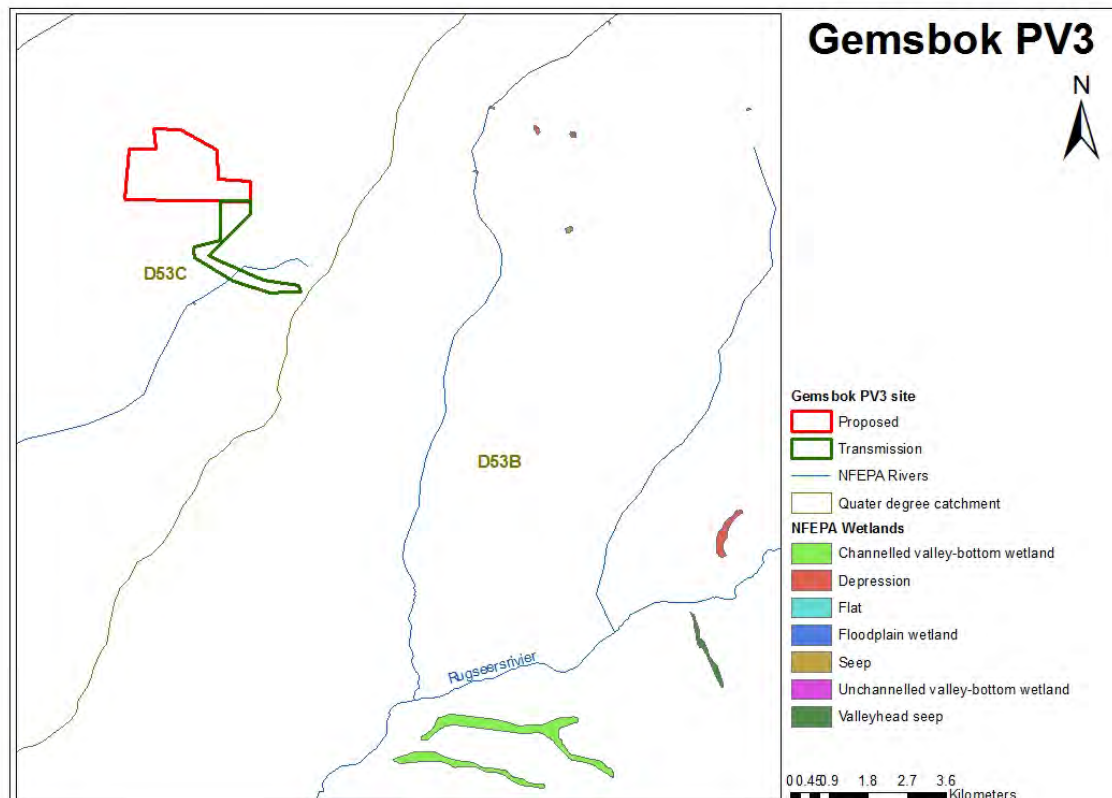 Gemsbok PV3
N
D53C
D53B
Rugseersrivier
Gemsbok PV3 site
Proposed
Transmission
NFEPA Rivers
Quater degree catchment
NFEPA Wetlands
Channelled valley-bottom wetland
Depression
Flat
Floodplain wetland
Seep
Unchannelled valley-bottom wetland
Valleyhead seep
0 0.45 0.9 1.8 2.7 3.6
Kilometers